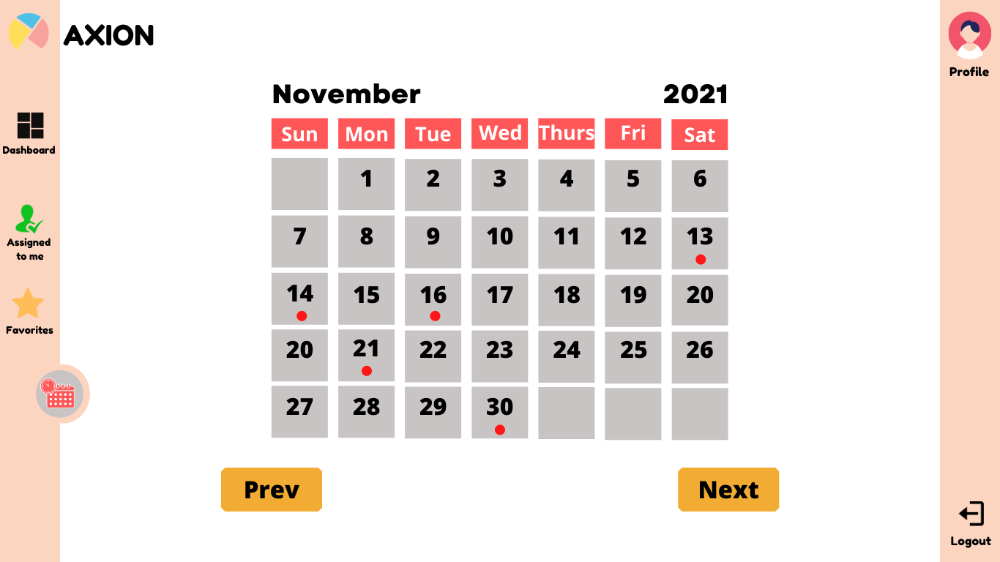 AXION
Profile
November 2021
Sun Mon Tue Wed Thurs Fri Sat
1 2 3 4 5 6
7 8 9 10 11 12 13
14 15 16 17 18 19 20
20 21 22 23 24 25 26
27 28 29 30
Dashboard
Assigned
to me
Favorites
Prev Next
Logout